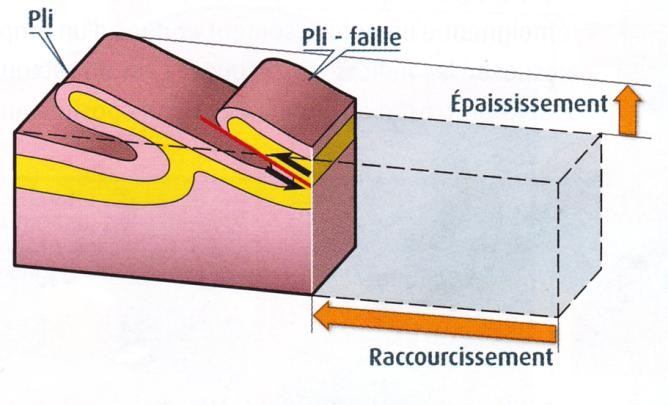 Pli
Pli - faille
Épaississement
Raccourcissement